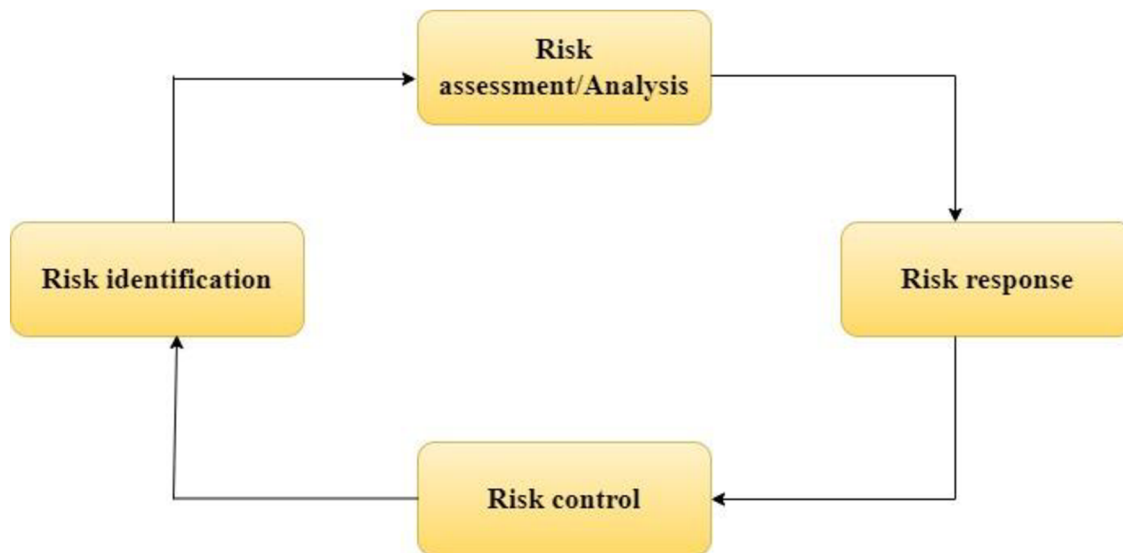 Risk
assessment/Analysis
Risk identification
Risk response
Risk control